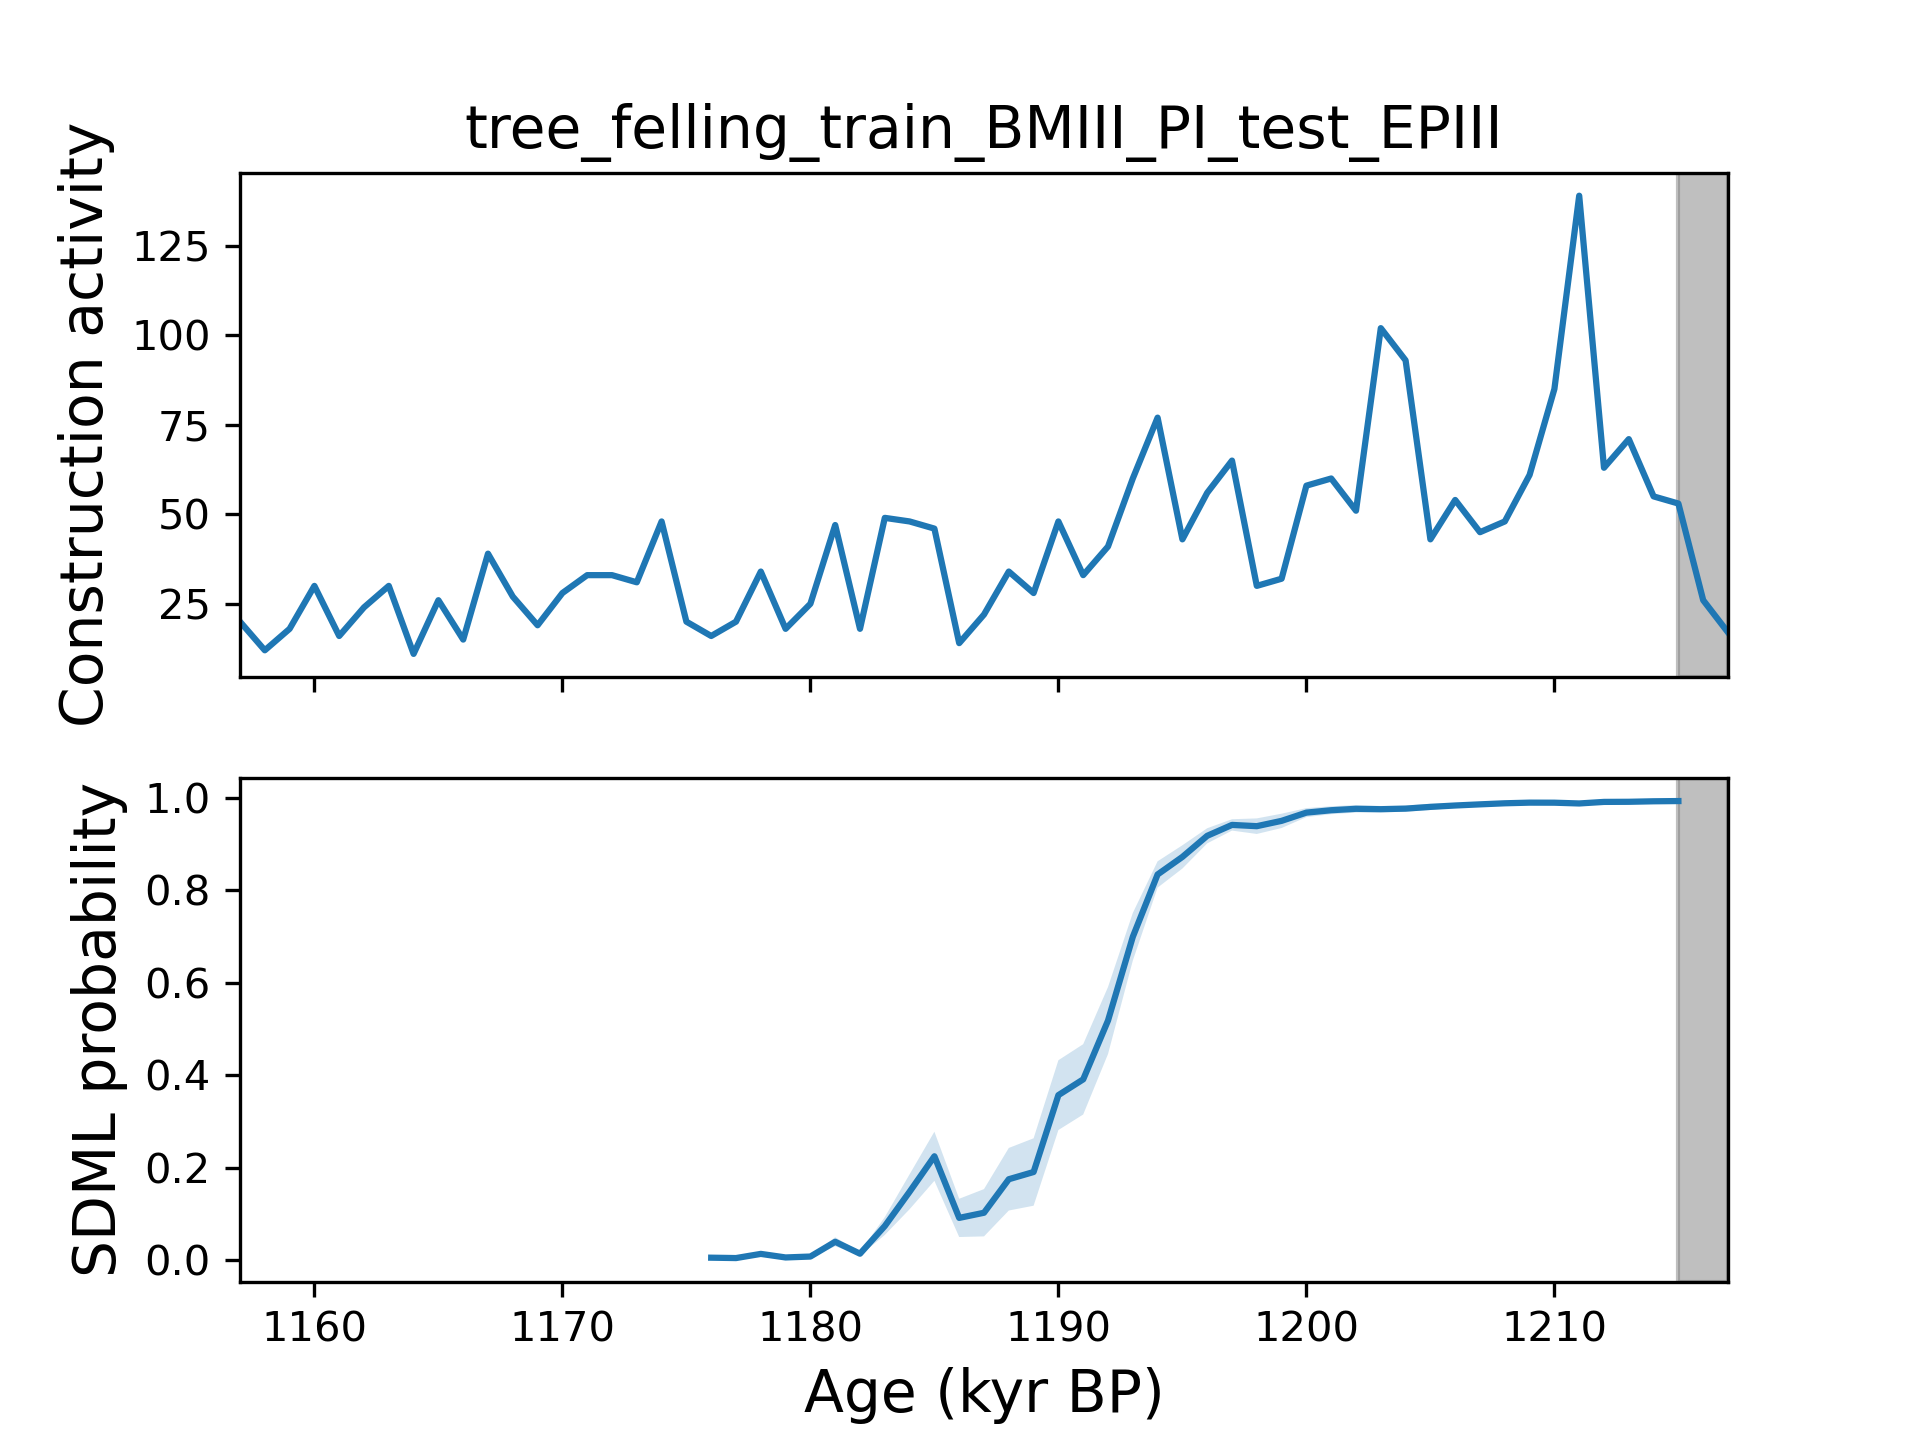 tree_felling_train_BMIII_PI_test_EPIII
Construction activity
125
100
75
50
25
SDML probability
1.0
0.8
0.6
0.4
0.2
0.0
1160 1170 1180 1190 1200 1210
Age (kyr BP)